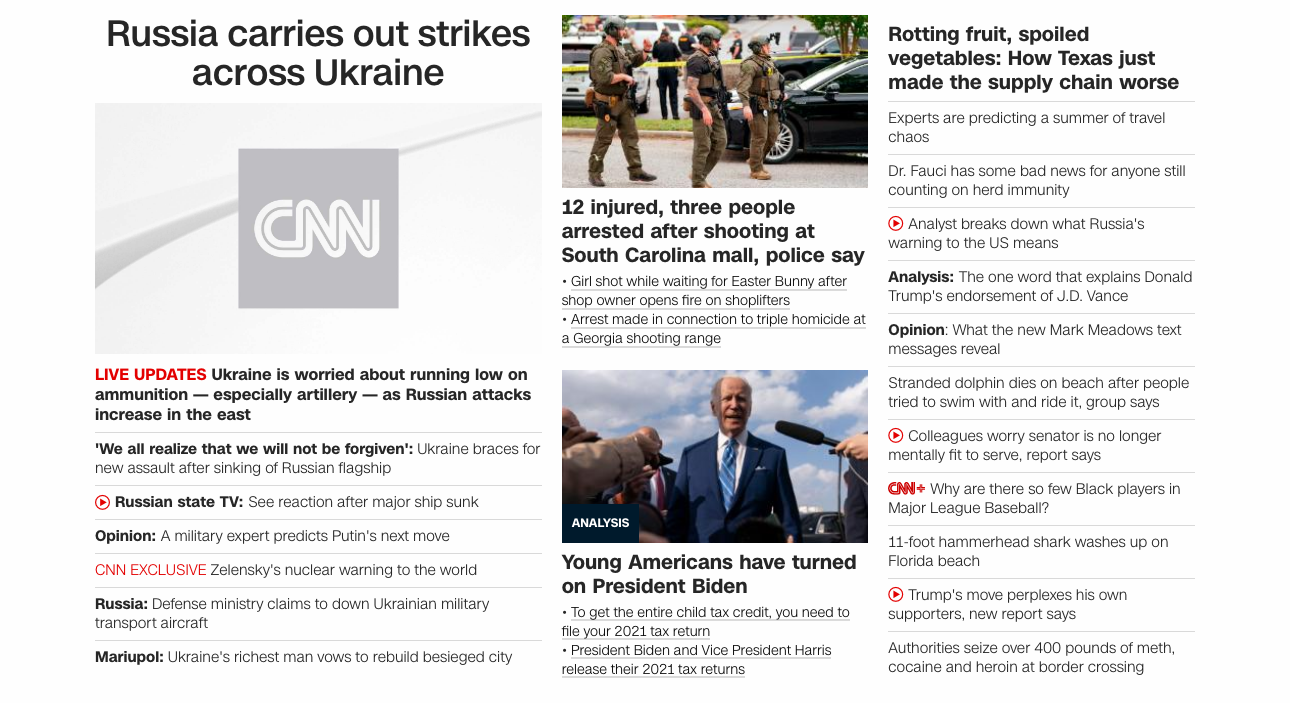 Russia carries out strikes
across Ukraine
CNN
LIVE UPDATES Ukraine is worried about running low on
ammunition — especially artillery — as Russian attacks
increase in the east
'We all realize that we will not be forgiven': Ukraine braces for
new assault after sinking of Russian flagship
Russian state TV: See reaction after major ship sunk
Opinion: A military expert predicts Putin's next move
CNN EXCLUSIVE Zelensky's nuclear warning to the world
Russia: Defense ministry claims to down Ukrainian military
transport aircraft
Mariupol: Ukraine's richest man vows to rebuild besieged city
12 injured, three people
arrested after shooting at
South Carolina mall, police say
• Girl shot while waiting for Easter Bunny after
shop owner opens fire on shoplifters
• Arrest made in connection to triple homicide at
a Georgia shooting range
ANALYSIS
Young Americans have turned
on President Biden
• To get the entire child tax credit, you need to
file your 2021 tax return
• President Biden and Vice President Harris
release their 2021 tax returns
Rotting fruit, spoiled
vegetables: How Texas just
made the supply chain worse
Experts are predicting a summer of travel
chaos
Dr. Fauci has some bad news for anyone still
counting on herd immunity
Analyst breaks down what Russia's
warning to the US means
Analysis: The one word that explains Donald
Trump's endorsement of J.D. Vance
Opinion: What the new Mark Meadows text
messages reveal
Stranded dolphin dies on beach after people
tried to swim with and ride it, group says
Colleagues worry senator is no longer
mentally fit to serve, report says
CNN+ Why are there so few Black players in
Major League Baseball?
11-foot hammerhead shark washes up on
Florida beach
Trump's move perplexes his own
supporters, new report says
Authorities seize over 400 pounds of meth,
cocaine and heroin at border crossing